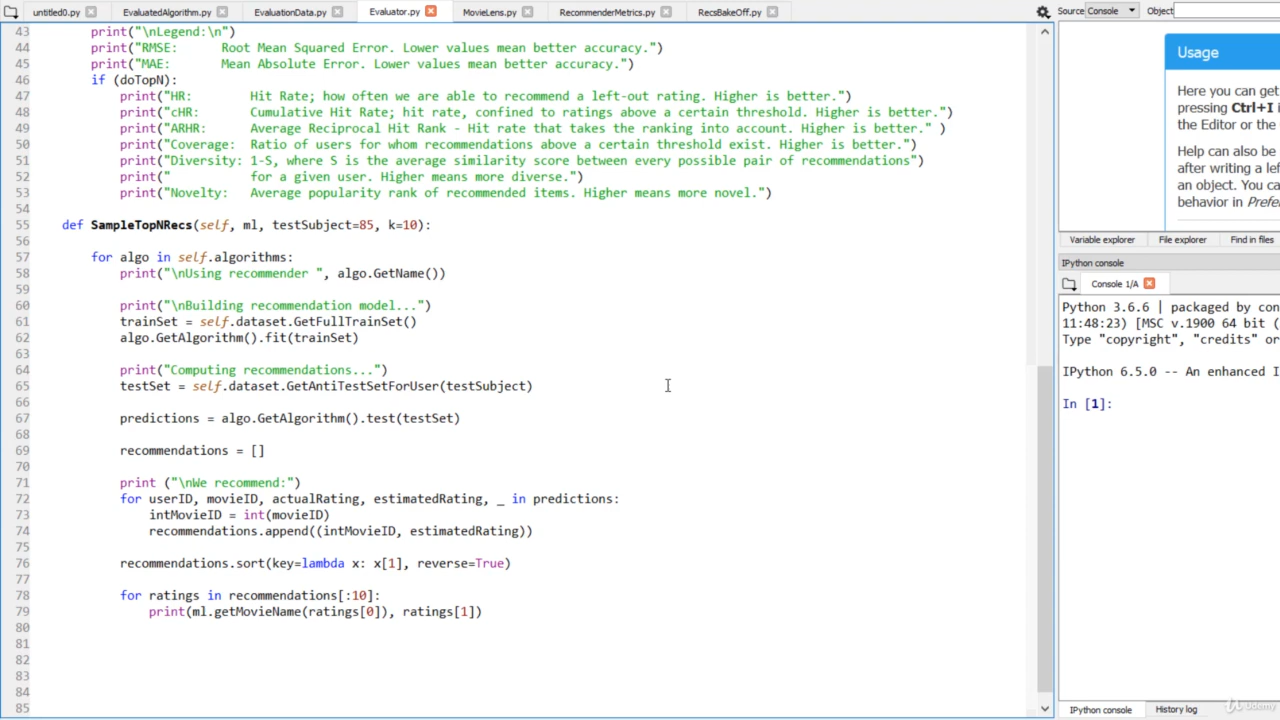 untitled0.py EvaluatedAlgorithm.py EvaluationData.py Evaluator.py MovieLens.py RecommenderMetrics.py RecsBakeOff.py
43 print("\nLegend:\n")
44 print("RMSE: Root Mean Squared Error. Lower values mean better accuracy.")
45 print("MAE: Mean Absolute Error. Lower values mean better accuracy.")
46 if (doTopN):
47 print("HR: Hit Rate; how often we are able to recommend a left-out rating. Higher is better.")
48 print("cHR: Cumulative Hit Rate; hit rate, confined to ratings above a certain threshold. Higher is better.")
49 print("ARHR: Average Reciprocal Hit Rank - Hit rate that takes the ranking into account. Higher is better." )
50 print("Coverage: Ratio of users for whom recommendations above a certain threshold exist. Higher is better.")
51 print("Diversity: 1-S, where S is the average similarity score between every possible pair of recommendations")
52 print(" for a given user. Higher means more diverse.")
53 print("Novelty: Average popularity rank of recommended items. Higher means more novel.")
54
55 def SampleTopNRecs(self, ml, testSubject=85, k=10):
56
57 for algo in self.algorithms:
58 print("\nUsing recommender ", algo.GetName())
59
60 print("\nBuilding recommendation model...")
61 trainSet = self.dataset.GetFullTrainSet()
62 algo.GetAlgorithm().fit(trainSet)
63
64 print("Computing recommendations...")
65 testSet = self.dataset.GetAntiTestSetForUser(testSubject)
66
67 predictions = algo.GetAlgorithm().test(testSet)
68
69 recommendations = []
70
71 print ("\nWe recommend:")
72 for userID, movieID, actualRating, estimatedRating, _ in predictions:
73 intMovieID = int(movieID)
74 recommendations.append((intMovieID, estimatedRating))
75
76 recommendations.sort(key=lambda x: x[1], reverse=True)
77
78 for ratings in recommendations[:10]:
79 print(ml.getMovieName(ratings[0]), ratings[1])
80
81
82
83
84
85
Source Console Object
Usage
Here you can get
pressing Ctrl+I i
the Editor or the
Help can also be
after writing a lef
an object. You ca
behavior in Prefer
Variable explorer File explorer Find in files
IPython console
Console 1/A
Python 3.6.6 | packaged by con
11:48:23) [MSC v.1900 64 bit (
Type "copyright", "credits" or
IPython 6.5.0 -- An enhanced I
In [1]:
IPython console History log
Udemy